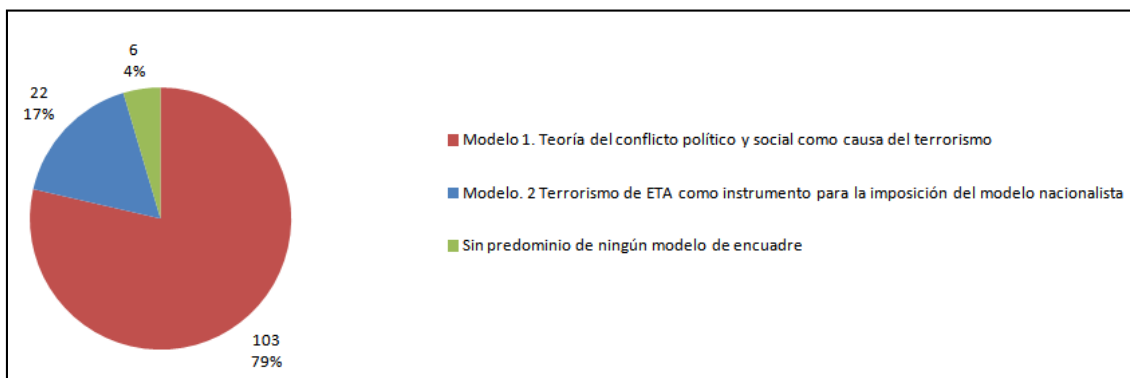 6
4%
22
17%
Modelo 1. Teoría del conflicto político y social como causa del terrorismo
Modelo. 2 Terrorismo de ETA como instrumento para la imposición del modelo nacionalista
Sin predominio de ningún modelo de encuadre
103
79%